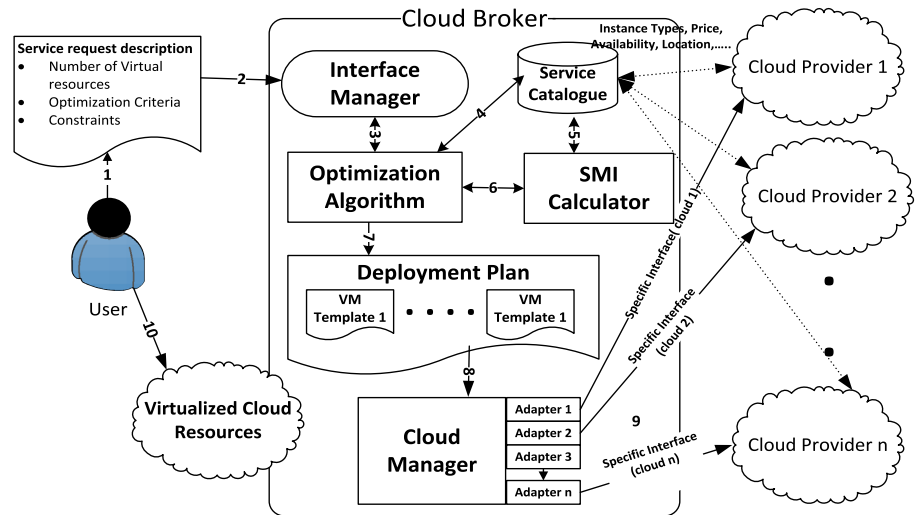 Cloud Broker
Service request description
• Number of Virtual
resources
• Optimization Criteria
• Constraints
1
User
10
Virtualized Cloud
Resources
2
Interface
Manager
3
4
Service
Catalogue
5
Optimization
Algorithm
6
SMI
Calculator
7
Deployment Plan
VM
Template 1
VM
Template 1
8
Cloud
Manager
Adapter 1
Adapter 2
Adapter 3
Adapter n
9
Specific Interface( cloud 1)
Specific Interface
(cloud 2)
Specific Interface
(cloud n)
Instance Types, Price,
Availability, Location,.....
Cloud Provider 1
Cloud Provider 2
Cloud Provider n